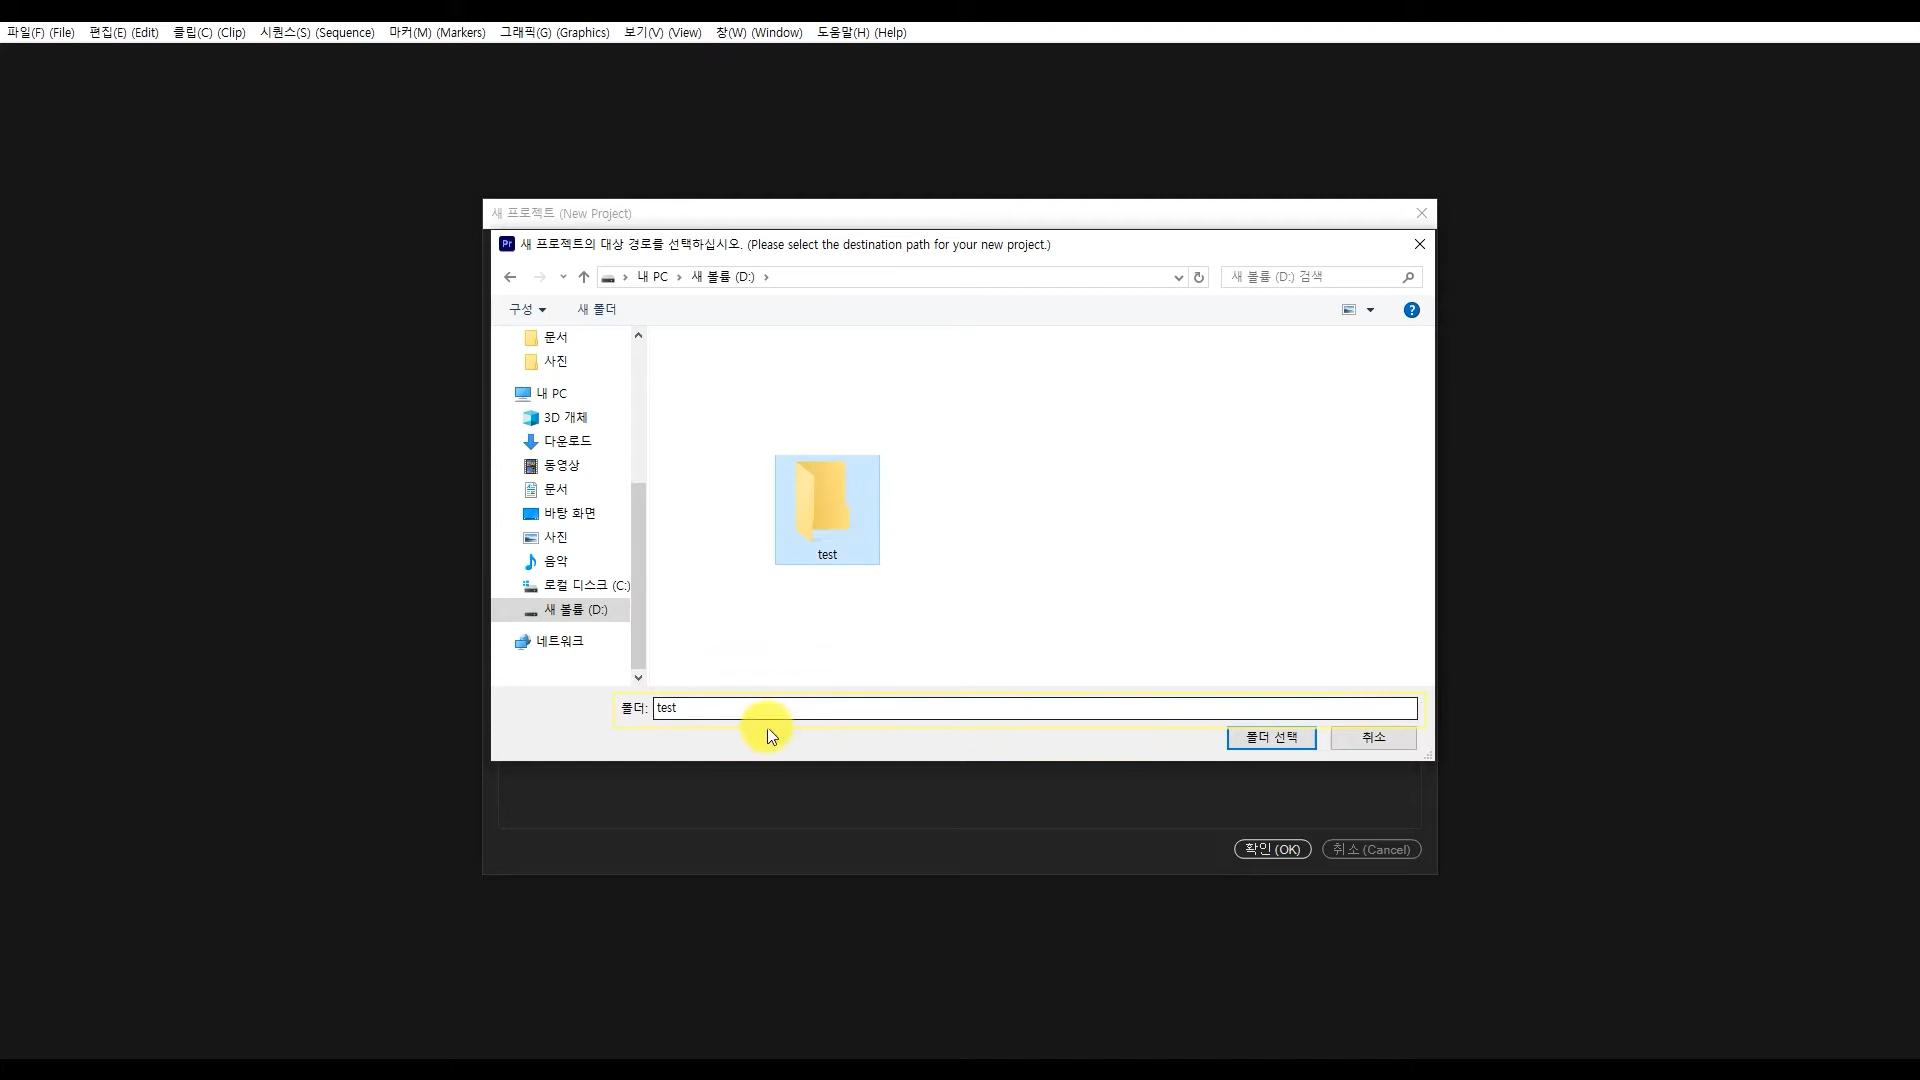 파일(F) (File) 편집(E) (Edit) 클립(C) (Clip) 시퀀스(S) (Sequence) 마커(M) (Markers) 그래픽(G) (Graphics) 보기(V) (View) 창(W) (Window) 도움말(H) (Help)
새 프로젝트 (New Project)
Pr 새 프로젝트의 대상 경로를 선택하십시오. (Please select the destination path for your new project.)
내 PC 새 볼륨 (D:) 새 볼륨 (D:) 검색
구성 새 폴더
문서
사진
내 PC
3D 개체
다운로드
동영상
문서
바탕 화면
사진
음악
로컬 디스크 (C:)
새 볼륨 (D:)
네트워크
test
폴더: test
폴더 선택 취소
확인 (OK) 취소 (Cancel)